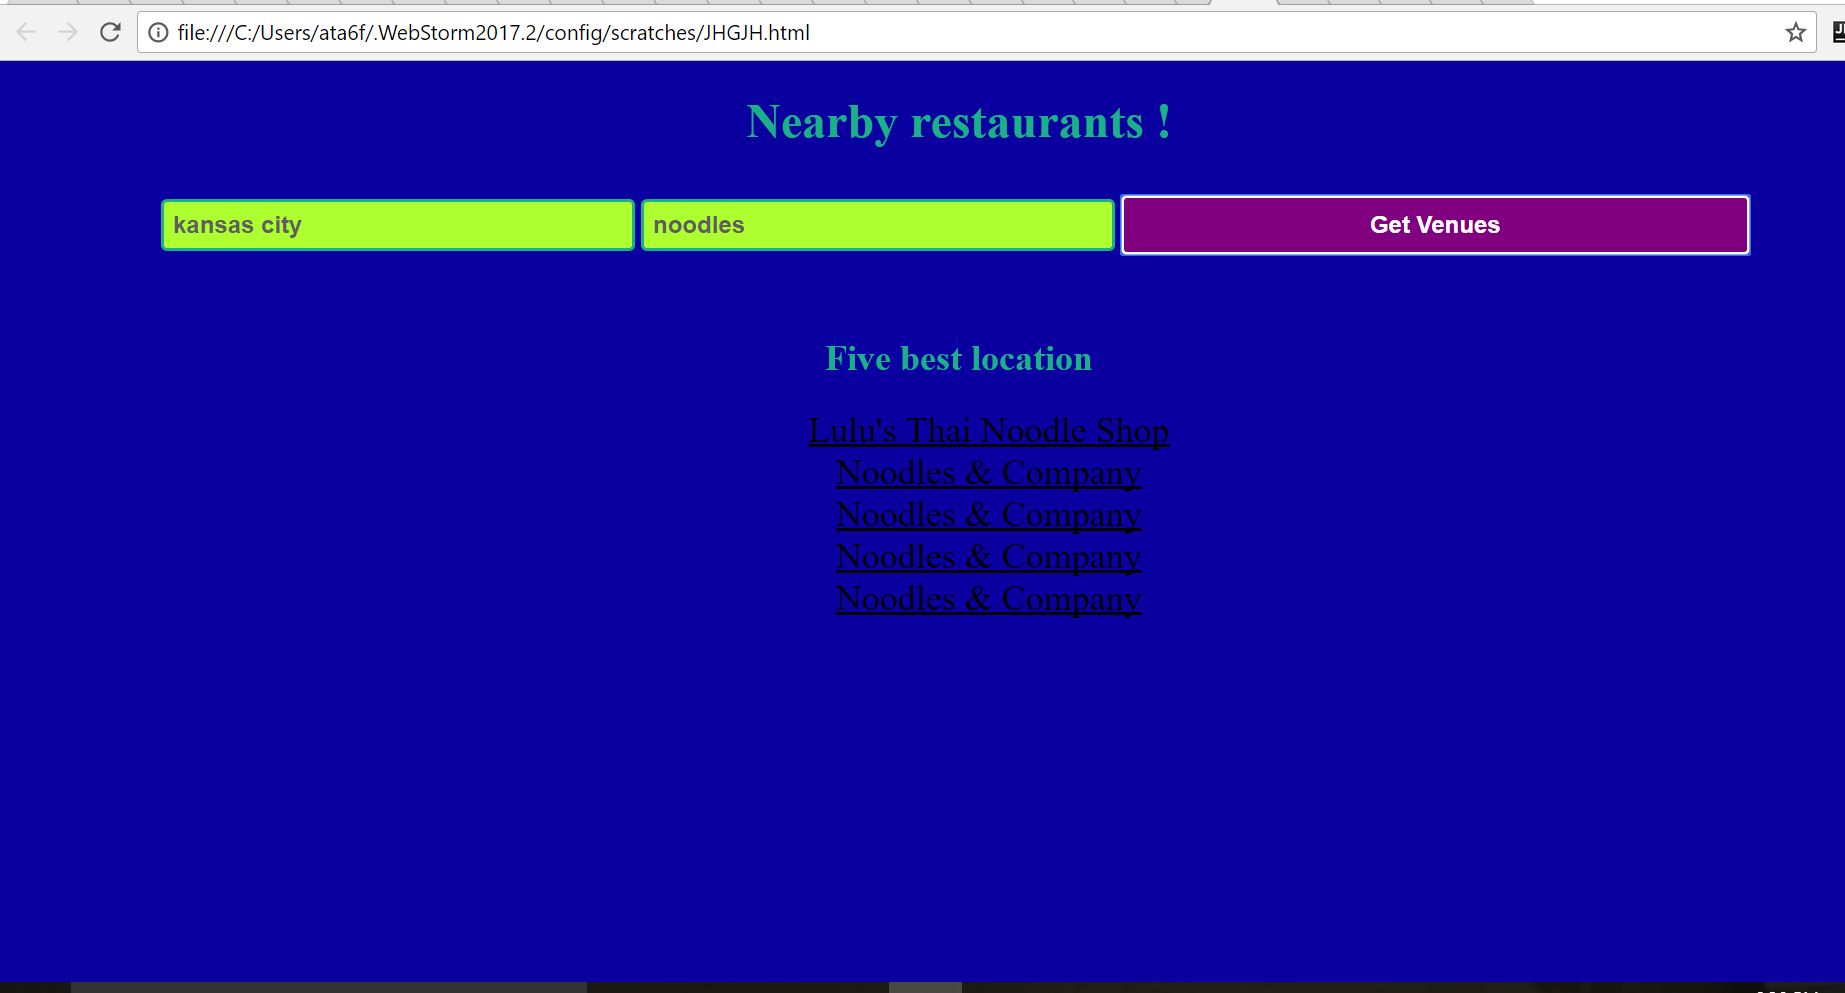 file:///C:/Users/ata6f/.WebStorm2017.2/config/scratches/JHGJH.html
Nearby restaurants !
kansas city
noodles
Get Venues
Five best location
Lulu's Thai Noodle Shop
Noodles & Company
Noodles & Company
Noodles & Company
Noodles & Company